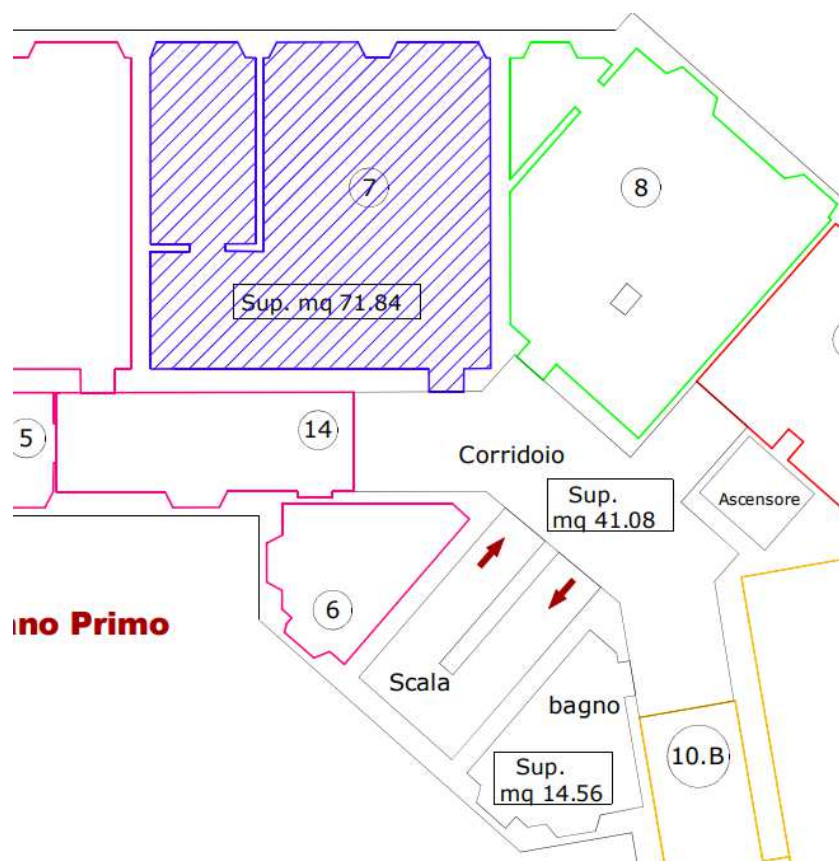 7
8
Sup. mq 71.84
5
14
Corridoio
Sup.
mq 41.08
Ascensore
6
ano Primo
Scala
bagno
10.B
Sup.
mq 14.56